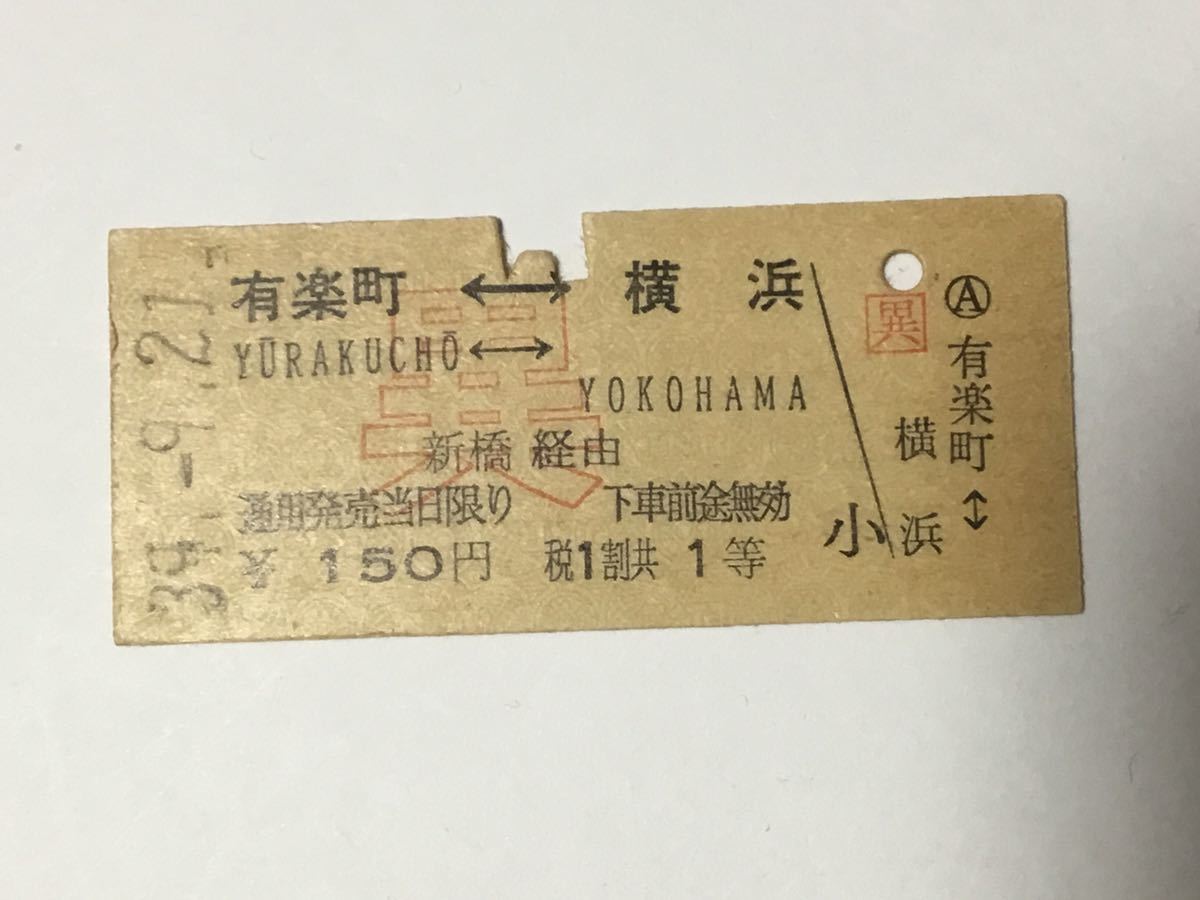 39.-9.21
有楽町 ↔ 横浜
YŪRAKUCHŌ ↔ YOKOHAMA
新橋経由
通用発売当日限り 下車前途無効
150円 税1割共 1等
小
異
異
Ⓐ
有楽町↔
横浜